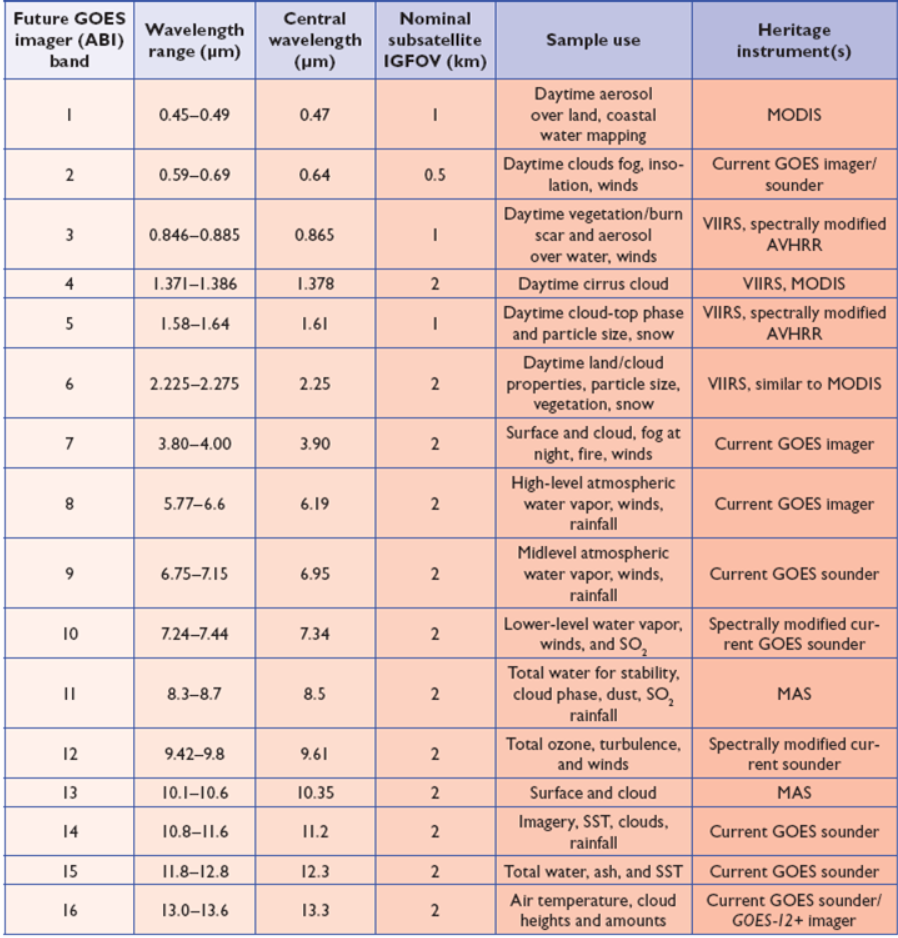 Future GOES imager (ABI) band
Wavelength range (μm)
Central wavelength (μm)
Nominal subsatellite IGFOV (km)
Sample use
Heritage instrument(s)
1
0.45–0.49
0.47
1
Daytime aerosol
over land, coastal
water mapping
MODIS
2
0.59–0.69
0.64
0.5
Daytime clouds fog, inso-
lation, winds
Current GOES imager/
sounder
3
0.846–0.885
0.865
1
Daytime vegetation/burn
scar and aerosol
over water, winds
VIIRS, spectrally modified
AVHRR
4
1.371–1.386
1.378
2
Daytime cirrus cloud
VIIRS, MODIS
5
1.58–1.64
1.61
1
Daytime cloud-top phase
and particle size, snow
VIIRS, spectrally modified
AVHRR
6
2.225–2.275
2.25
2
Daytime land/cloud
properties, particle size,
vegetation, snow
VIIRS, similar to MODIS
7
3.80–4.00
3.90
2
Surface and cloud, fog at
night, fire, winds
Current GOES imager
8
5.77–6.6
6.19
2
High-level atmospheric
water vapor, winds,
rainfall
Current GOES imager
9
6.75–7.15
6.95
2
Midlevel atmospheric
water vapor, winds,
rainfall
Current GOES sounder
10
7.24–7.44
7.34
2
Lower-level water vapor,
winds, and SO₂
Spectrally modified cur-
rent GOES sounder
11
8.3–8.7
8.5
2
Total water for stability,
cloud phase, dust, SO₂
rainfall
MAS
12
9.42–9.8
9.61
2
Total ozone, turbulence,
and winds
Spectrally modified cur-
rent sounder
13
10.1–10.6
10.35
2
Surface and cloud
MAS
14
10.8–11.6
11.2
2
Imagery, SST, clouds,
rainfall
Current GOES sounder
15
11.8–12.8
12.3
2
Total water, ash, and SST
Current GOES sounder
16
13.0–13.6
13.3
2
Air temperature, cloud
heights and amounts
Current GOES sounder/
GOES-12+ imager